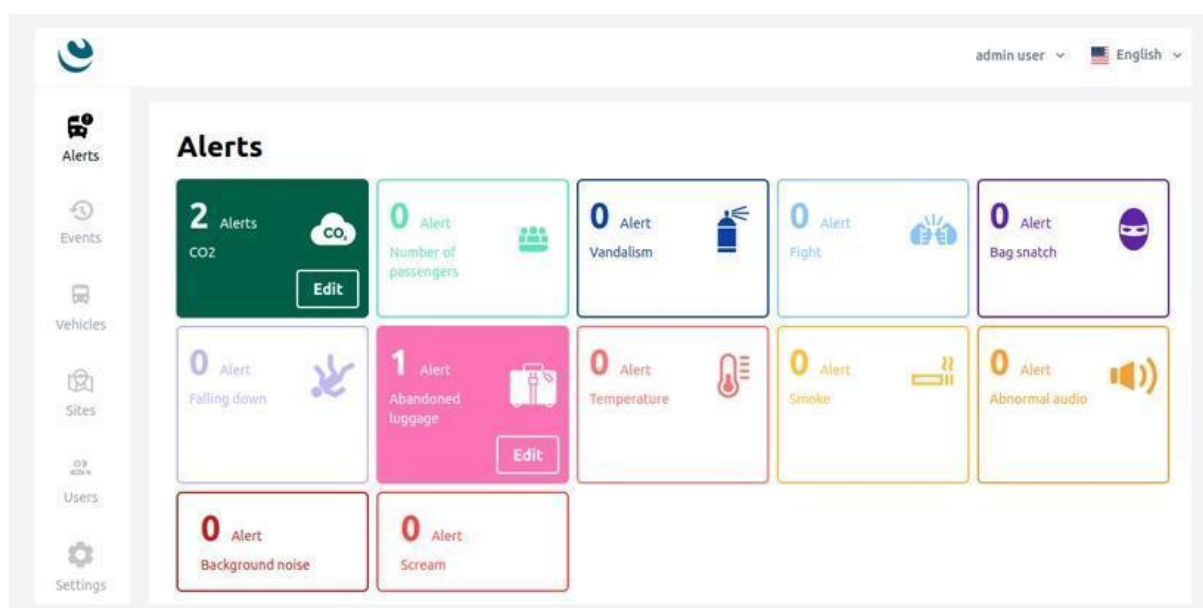 admin user
English
Alerts
Events
Vehicles
Sites
Users
Settings
Alerts
2 Alerts
CO2
CO₂
Edit
0 Alert
Number of
passengers
0 Alert
Vandalism
0 Alert
Fight
0 Alert
Bag snatch
0 Alert
Falling down
1 Alert
Abandoned
luggage
Edit
0 Alert
Temperature
0 Alert
Smoke
0 Alert
Abnormal audio
0 Alert
Background noise
0 Alert
Scream